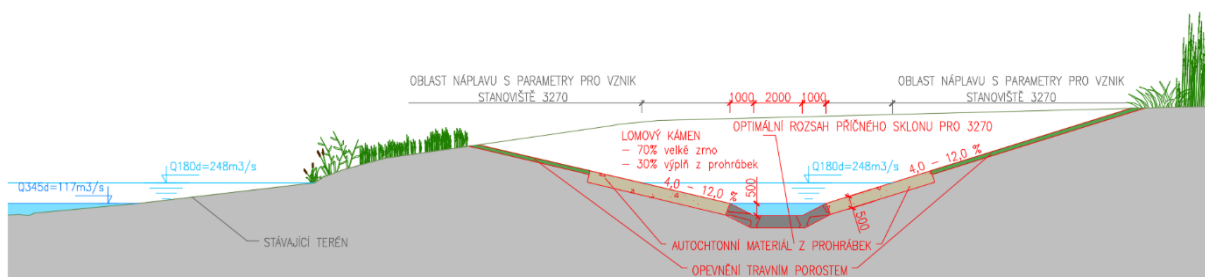 OBLAST NÁPLAVU S PARAMETRY PRO VZNIK
STANOVIŠTĚ 3270
1000 2000 1000
OBLAST NÁPLAVU S PARAMETRY PRO VZNIK
STANOVIŠTĚ 3270
LOMOVÝ KÁMEN
– 70% velké zrno
– 30% výplň z prohrábek
OPTIMÁLNÍ ROZSAH PŘÍČNÉHO SKLONU PRO 3270
Q180d=248m3/s
Q345d=117m3/s
4,0 – 12,0 %
500
Q180d=248m3/s
4,0 – 12,0 %
500
STÁVAJÍCÍ TERÉN
AUTOCHTONNÍ MATERIÁL Z PROHRÁBEK
OPEVNĚNÍ TRAVNÍM POROSTEM